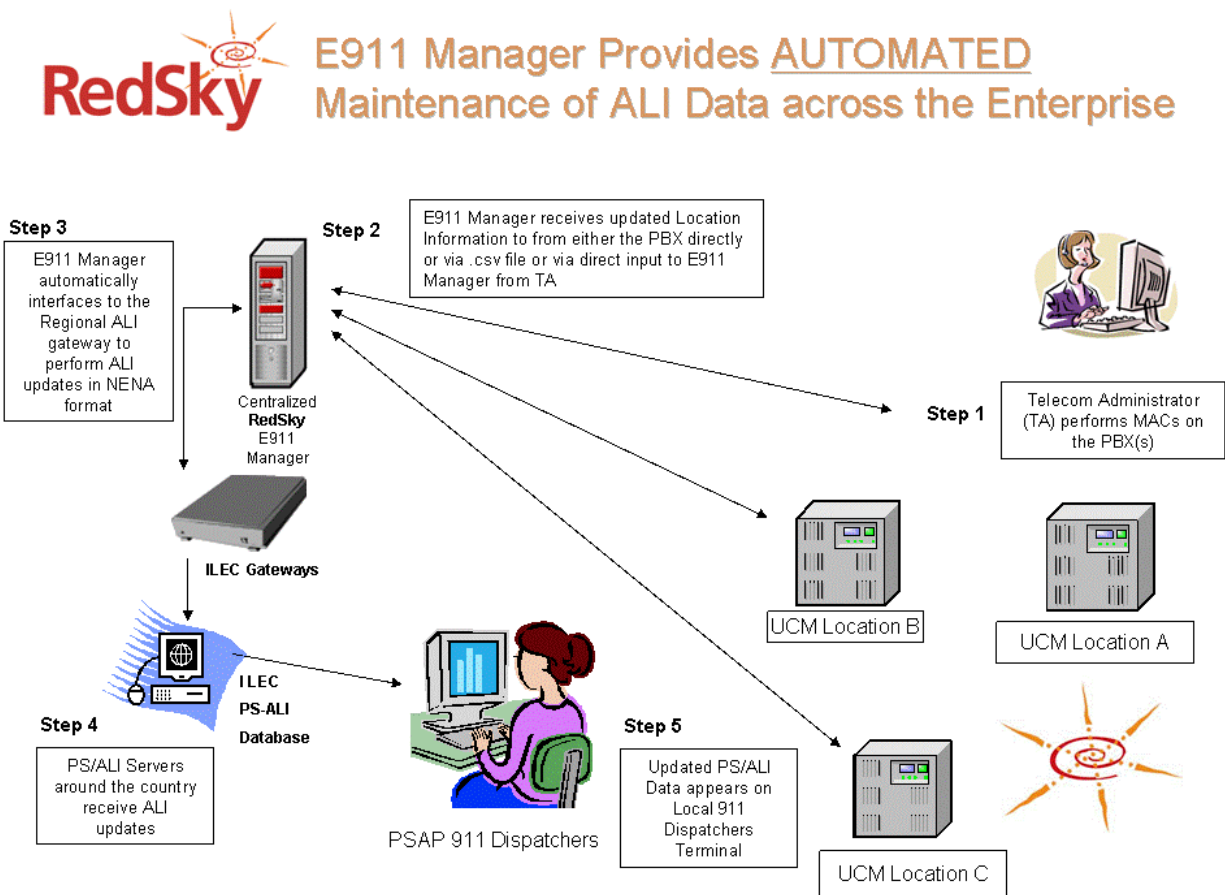 RedSky
E911 Manager Provides AUTOMATED
Maintenance of ALI Data across the Enterprise
Step 3
E911 Manager
automatically
interfaces to the
Regional ALI
gateway to
perform ALI
updates in NENA
format
Centralized
RedSky
E911
Manager
Step 2
E911 Manager receives updated Location
Information to from either the PBX directly
or via .csv file or via direct input to E911
Manager from TA
Step 1
Telecom Administrator
(TA) performs MACs on
the PBX(s)
ILEC Gateways
UCM Location B
UCM Location A
ILEC
PS-ALI
Database
Step 4
PS/ALI Servers
around the country
receive ALI
updates
PSAP 911 Dispatchers
Step 5
Updated PS/ALI
Data appears on
Local 911
Dispatchers
Terminal
UCM Location C